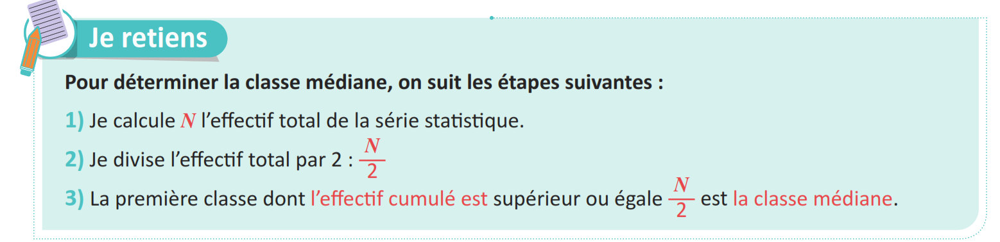 Je retiens
Pour déterminer la classe médiane, on suit les étapes suivantes :
1) Je calcule N l'effectif total de la série statistique.
2) Je divise l'effectif total par 2 : N/2
3) La première classe dont l'effectif cumulé est supérieur ou égale N/2 est la classe médiane.